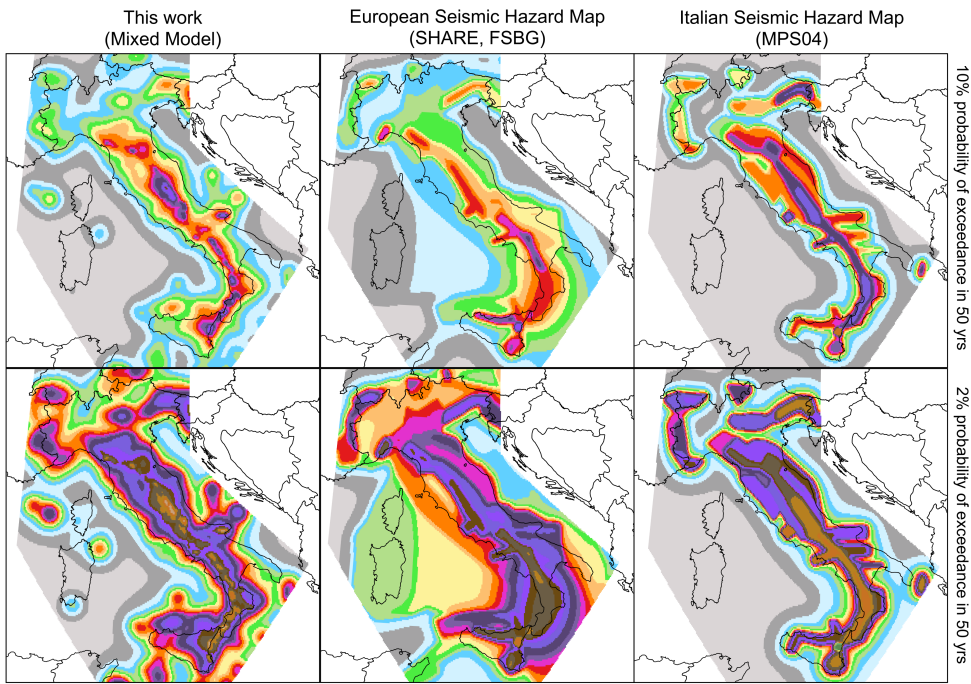 This work
(Mixed Model)
European Seismic Hazard Map
(SHARE, FSBG)
Italian Seismic Hazard Map
(MPS04)
10% probability of exceedance in 50 yrs
2% probability of exceedance in 50 yrs